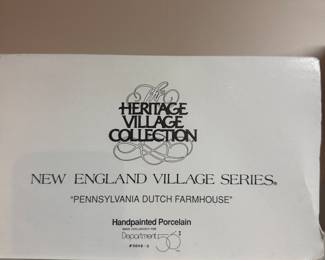 The
HERITAGE
VILLAGE
COLLECTION
NEW ENGLAND VILLAGE SERIES®
"PENNSYLVANIA DUTCH FARMHOUSE"
Handpainted Porcelain
Department 56